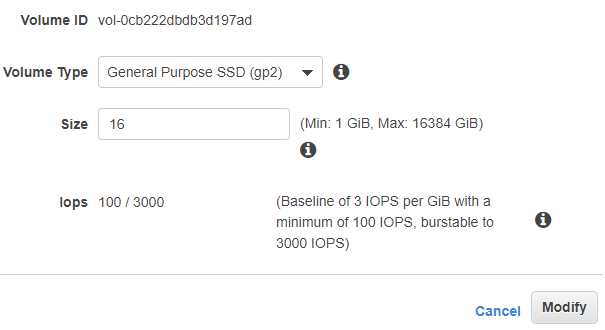 Volume ID vol-0cb222dbdb3d197ad
Volume Type General Purpose SSD (gp2)
Size 16 (Min: 1 GiB, Max: 16384 GiB)
Iops 100 / 3000 (Baseline of 3 IOPS per GiB with a
minimum of 100 IOPS, burstable to
3000 IOPS)
Cancel Modify